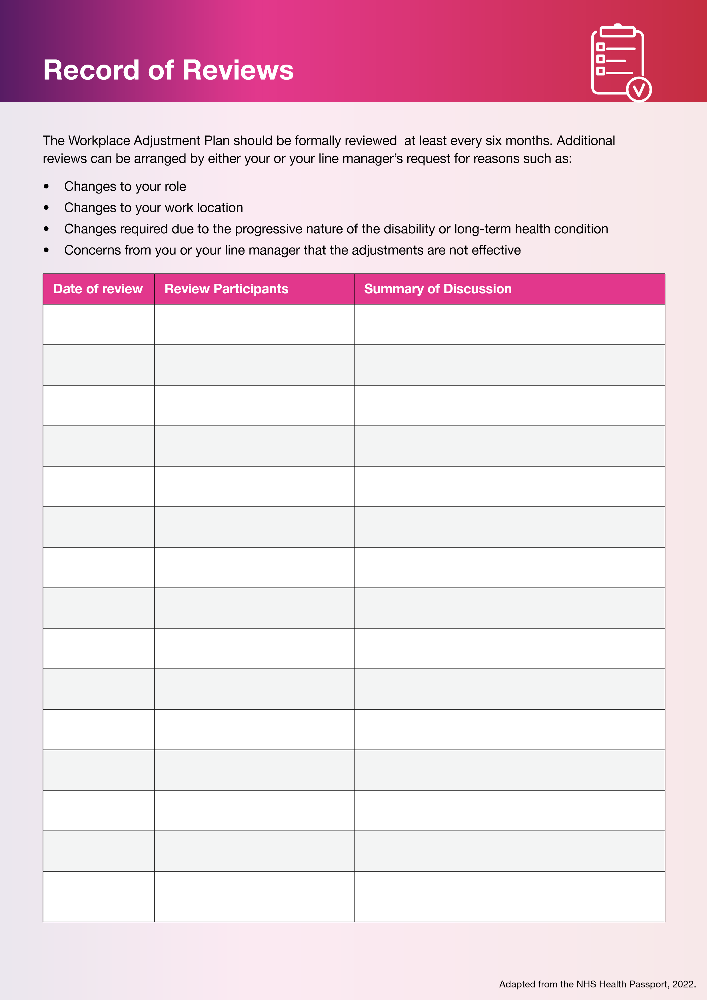 Record of Reviews
The Workplace Adjustment Plan should be formally reviewed  at least every six months. Additional
reviews can be arranged by either your or your line manager’s request for reasons such as:
• Changes to your role
• Changes to your work location
• Changes required due to the progressive nature of the disability or long-term health condition
• Concerns from you or your line manager that the adjustments are not effective
Date of review Review Participants Summary of Discussion
Adapted from the NHS Health Passport, 2022.